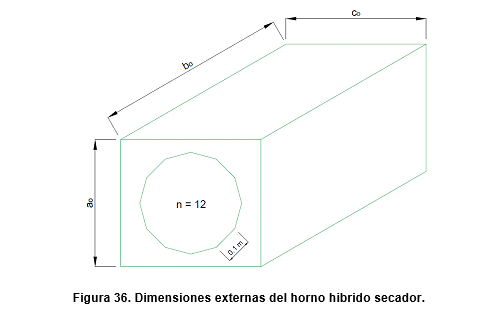 c₀
b₀
a₀
n = 12
0.1 m
Figura 36. Dimensiones externas del horno hibrido secador.